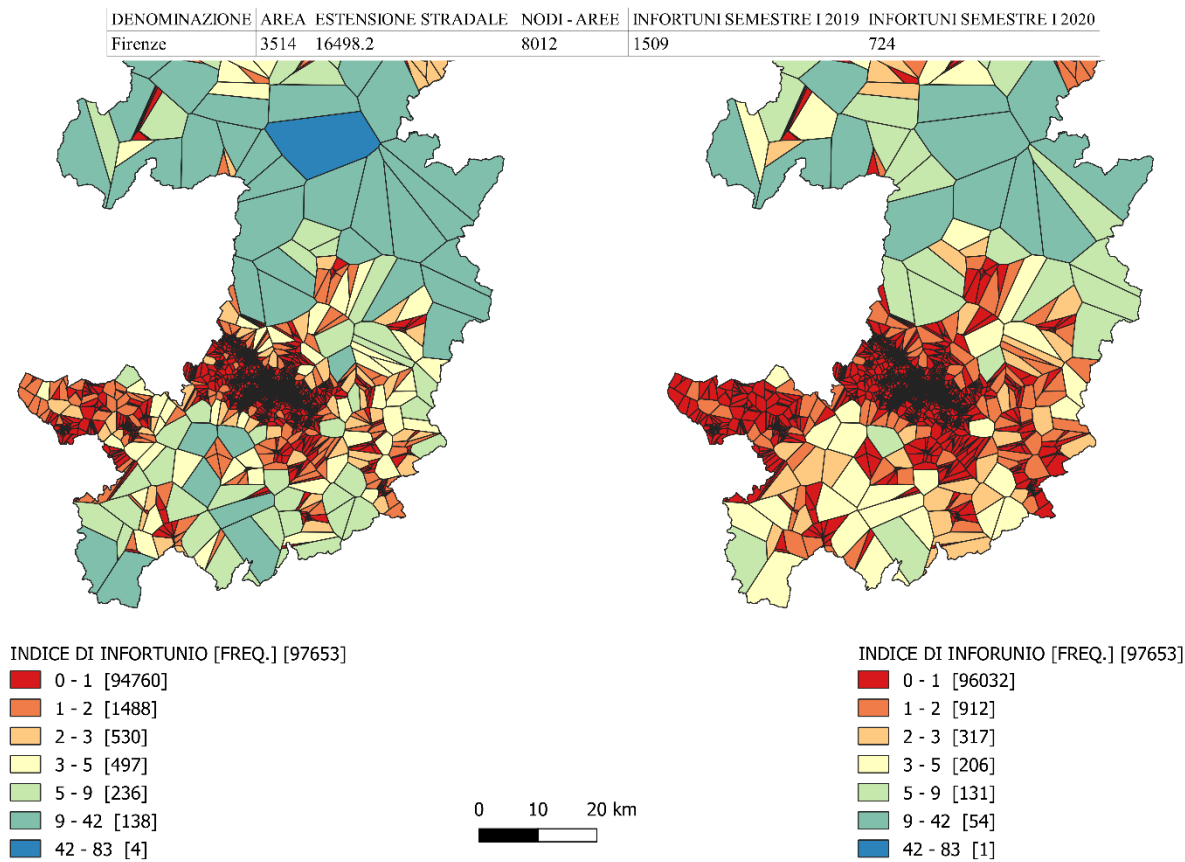 DENOMINAZIONE AREA ESTENSIONE STRADALE NODI - AREE INFORTUNI SEMESTRE I 2019 INFORTUNI SEMESTRE I 2020
Firenze 3514 16498.2 8012 1509 724
INDICE DI INFORTUNIO [FREQ.] [97653]
0 - 1 [94760]
1 - 2 [1488]
2 - 3 [530]
3 - 5 [497]
5 - 9 [236]
9 - 42 [138]
42 - 83 [4]
0 10 20 km
INDICE DI INFORUNIO [FREQ.] [97653]
0 - 1 [96032]
1 - 2 [912]
2 - 3 [317]
3 - 5 [206]
5 - 9 [131]
9 - 42 [54]
42 - 83 [1]